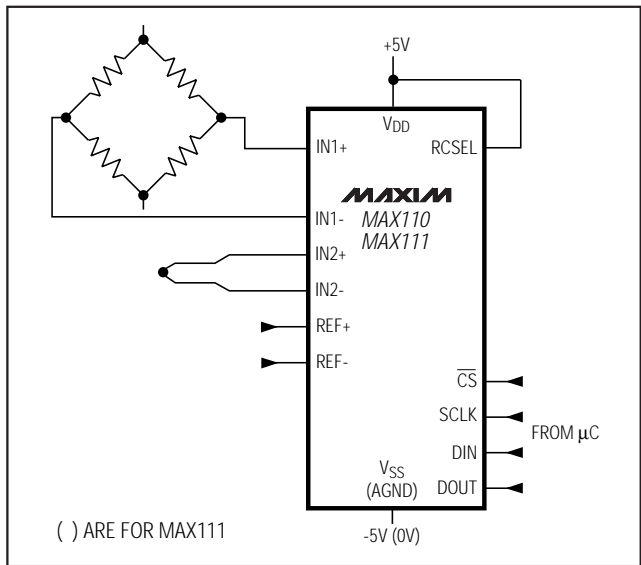 +5V
VDD
RCSEL
IN1+
MAXIM
IN1-
MAX110
MAX111
IN2+
IN2-
REF+
REF-
CS
SCLK
FROM µC
DIN
VSS
(AGND)
DOUT
( ) ARE FOR MAX111
-5V (0V)